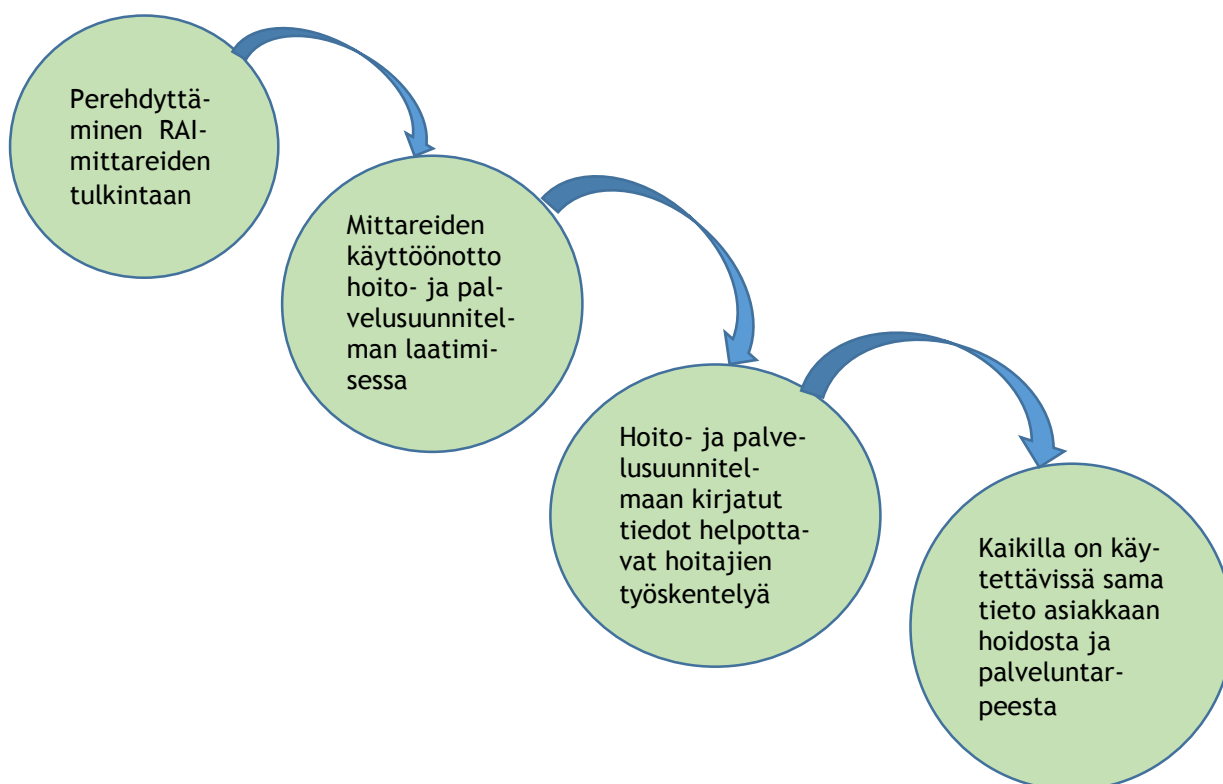 Perehdyttä-
minen RAI-
mittareiden
tulkintaan
Mittareiden
käyttöönotto
hoito- ja pal-
velusuunnitel-
man laatimi-
sessa
Hoito- ja palve-
lusuunnitel-
maan kirjatut
tiedot helpotta-
vat hoitajien
työskentelyä
Kaikilla on käy-
tettävissä sama
tieto asiakkaan
hoidosta ja
palveluntar-
peesta